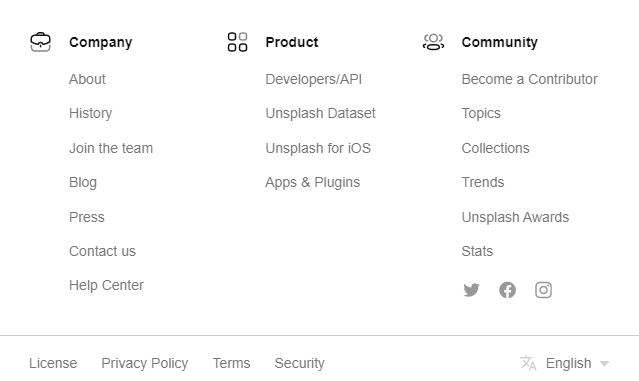 Company
About
History
Join the team
Blog
Press
Contact us
Help Center
Product
Developers/API
Unsplash Dataset
Unsplash for iOS
Apps & Plugins
Community
Become a Contributor
Topics
Collections
Trends
Unsplash Awards
Stats
License Privacy Policy Terms Security English